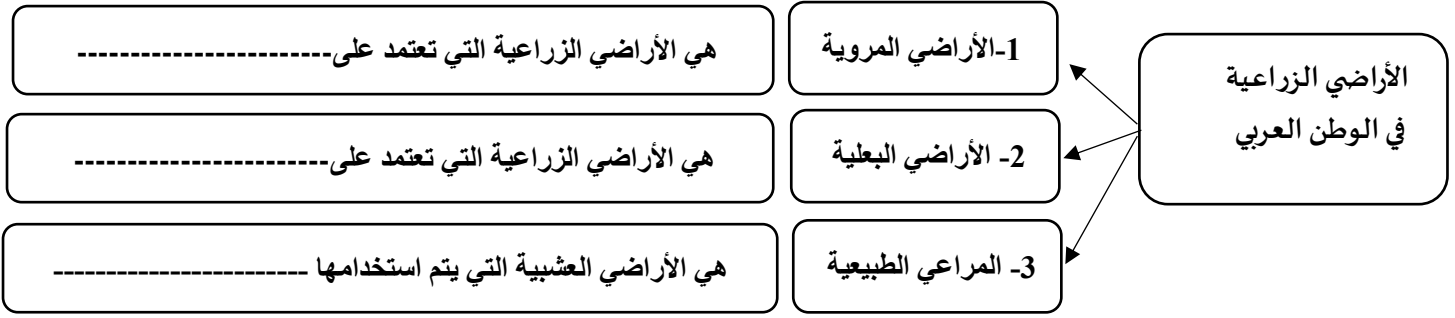 الأراضي الزراعية
في الوطن العربي
1-الأراضي المروية
هي الأراضي الزراعية التي تعتمد على------------------------
2- الأراضي البعلية
هي الأراضي الزراعية التي تعتمد على------------------------
3- المراعي الطبيعية
هي الأراضي العشبية التي يتم استخدامها ------------------------